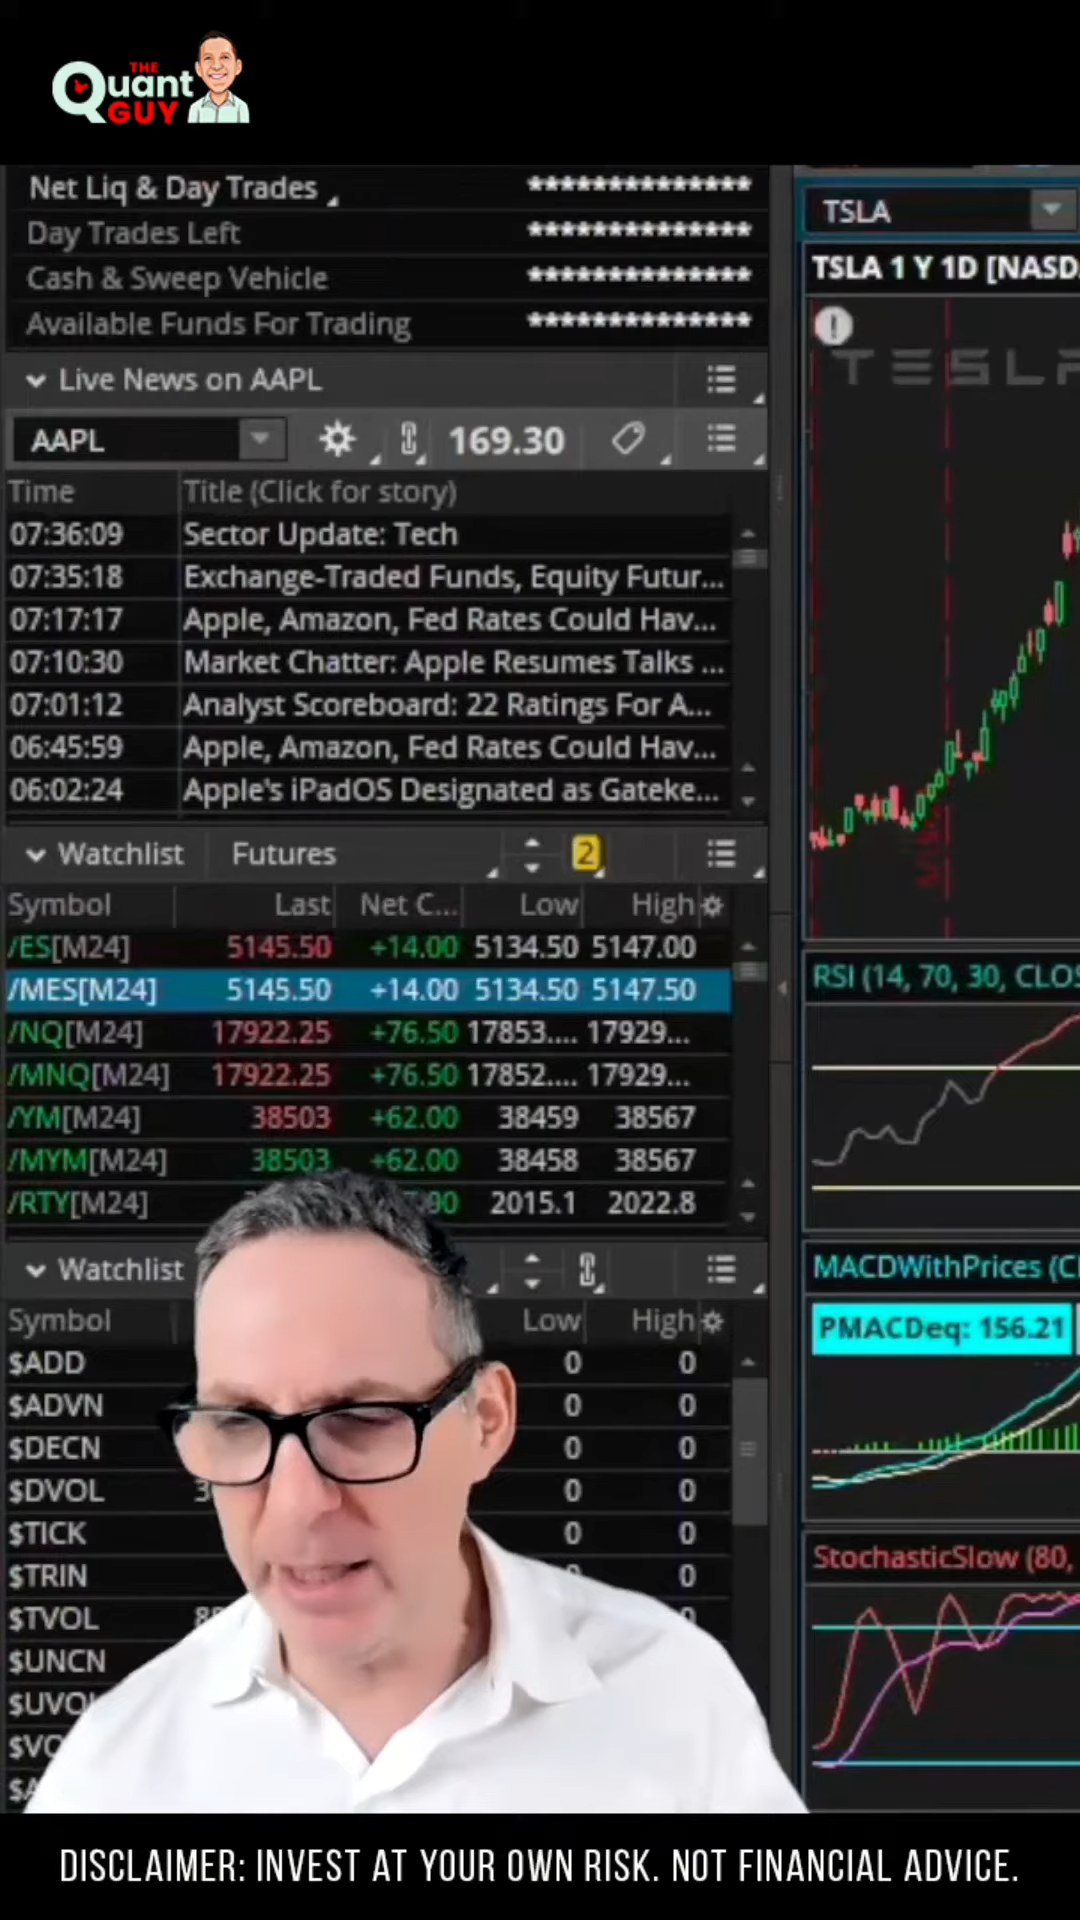 THE
Quant
GUY
Net Liq & Day Trades **************
Day Trades Left **************
Cash & Sweep Vehicle **************
Available Funds For Trading **************
Live News on AAPL
AAPL 169.30
Time Title (Click for story)
07:36:09 Sector Update: Tech
07:35:18 Exchange-Traded Funds, Equity Futur...
07:17:17 Apple, Amazon, Fed Rates Could Hav...
07:10:30 Market Chatter: Apple Resumes Talks ...
07:01:12 Analyst Scoreboard: 22 Ratings For A...
06:45:59 Apple, Amazon, Fed Rates Could Hav...
06:02:24 Apple's iPadOS Designated as Gateke...
Watchlist Futures 2
Symbol Last Net C... Low High
/ES[M24] 5145.50 +14.00 5134.50 5147.00
/MES[M24] 5145.50 +14.00 5134.50 5147.50
/NQ[M24] 17922.25 +76.50 17853.... 17929...
/MNQ[M24] 17922.25 +76.50 17852.... 17929...
/YM[M24] 38503 +62.00 38459 38567
/MYM[M24] 38503 +62.00 38458 38567
/RTY[M24] 2015.1 2022.8
Watchlist
Symbol Low High
$ADD 0 0
$ADVN 0 0
$DECN 0 0
$DVOL 0 0
$TICK 0 0
$TRIN 0
$TVOL
$UNCN
TSLA
TSLA 1 Y 1D [NASD
TESLA
RSI (14, 70, 30, CLOS
MACDWithPrices (Cl
PMACDeq: 156.21
StochasticSlow (80,
DISCLAIMER: INVEST AT YOUR OWN RISK. NOT FINANCIAL ADVICE.